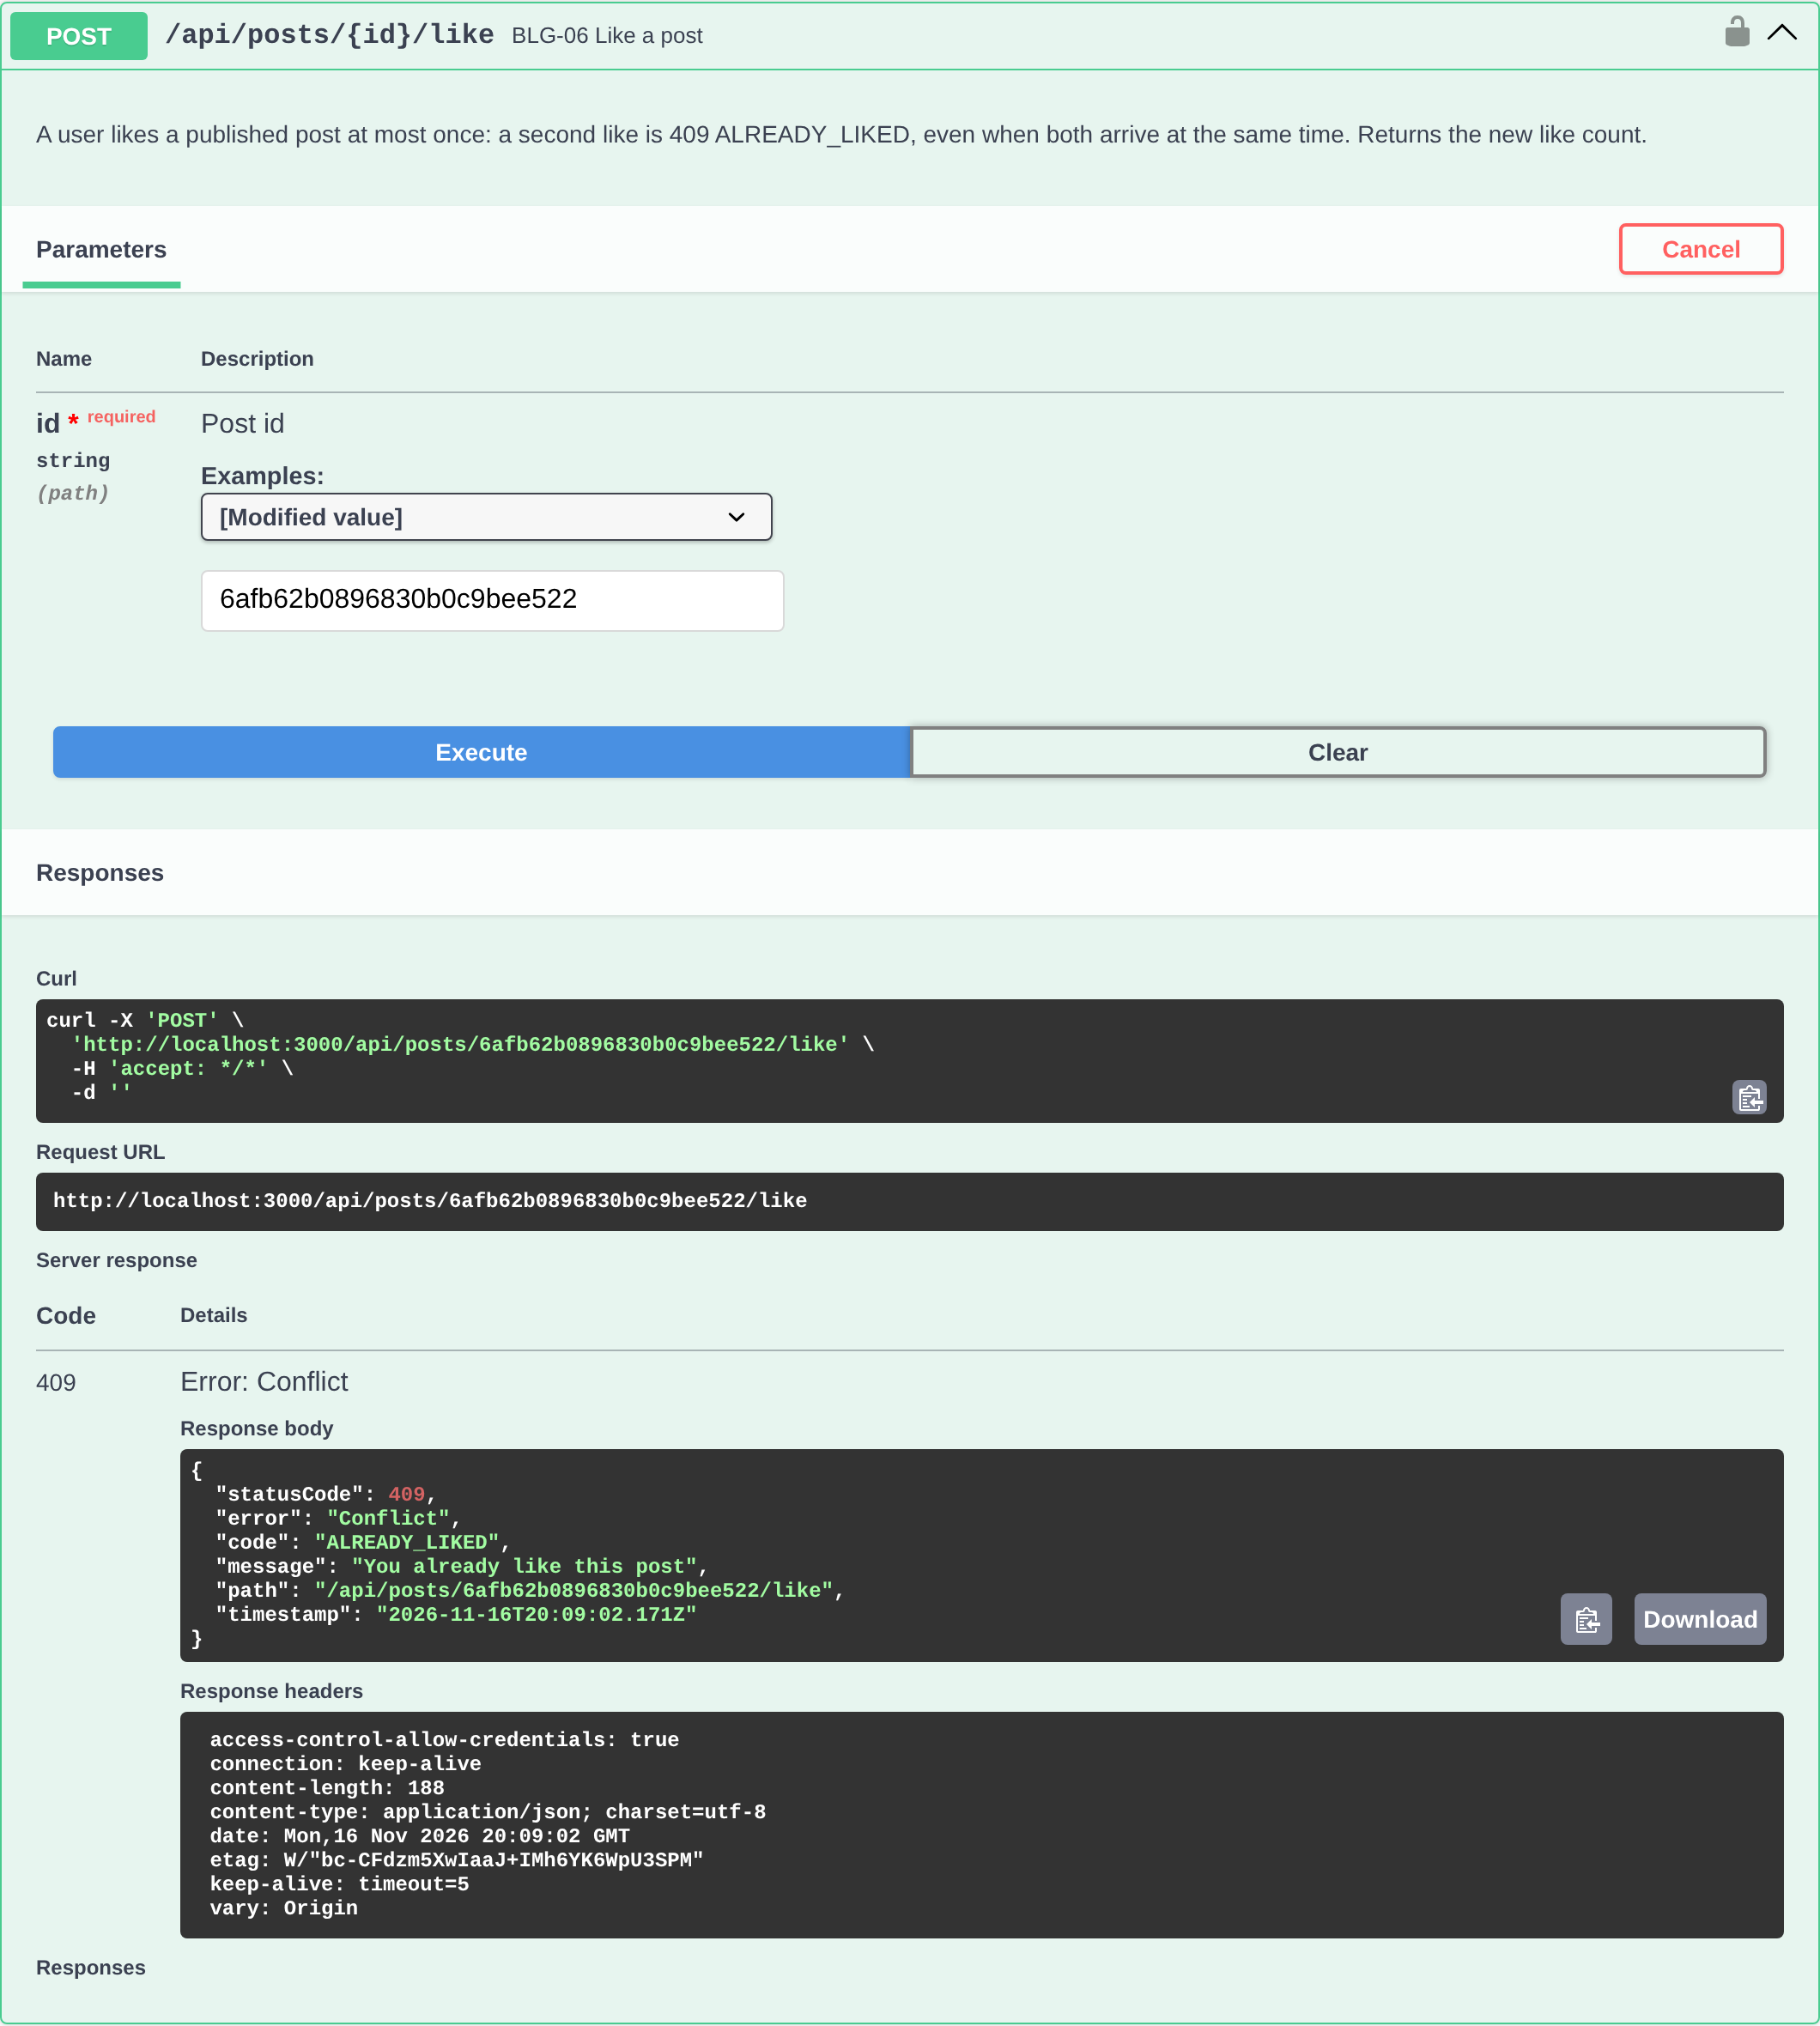 POST /api/posts/{id}/like BLG-06 Like a post
A user likes a published post at most once: a second like is 409 ALREADY_LIKED, even when both arrive at the same time. Returns the new like count.
Parameters
Cancel
Name Description
id * required
string
(path)
Post id
Examples:
[Modified value]
6afb62b0896830b0c9bee522
Execute
Clear
Responses
Curl
curl -X 'POST' \
  'http://localhost:3000/api/posts/6afb62b0896830b0c9bee522/like' \
  -H 'accept: */*' \
  -d ''
Request URL
http://localhost:3000/api/posts/6afb62b0896830b0c9bee522/like
Server response
Code Details
409 Error: Conflict
Response body
{
  "statusCode": 409,
  "error": "Conflict",
  "code": "ALREADY_LIKED",
  "message": "You already like this post",
  "path": "/api/posts/6afb62b0896830b0c9bee522/like",
  "timestamp": "2026-11-16T20:09:02.171Z"
}
Download
Response headers
access-control-allow-credentials: true
connection: keep-alive
content-length: 188
content-type: application/json; charset=utf-8
date: Mon,16 Nov 2026 20:09:02 GMT
etag: W/"bc-CFdzm5XwIaaJ+IMh6YK6WpU3SPM"
keep-alive: timeout=5
vary: Origin
Responses